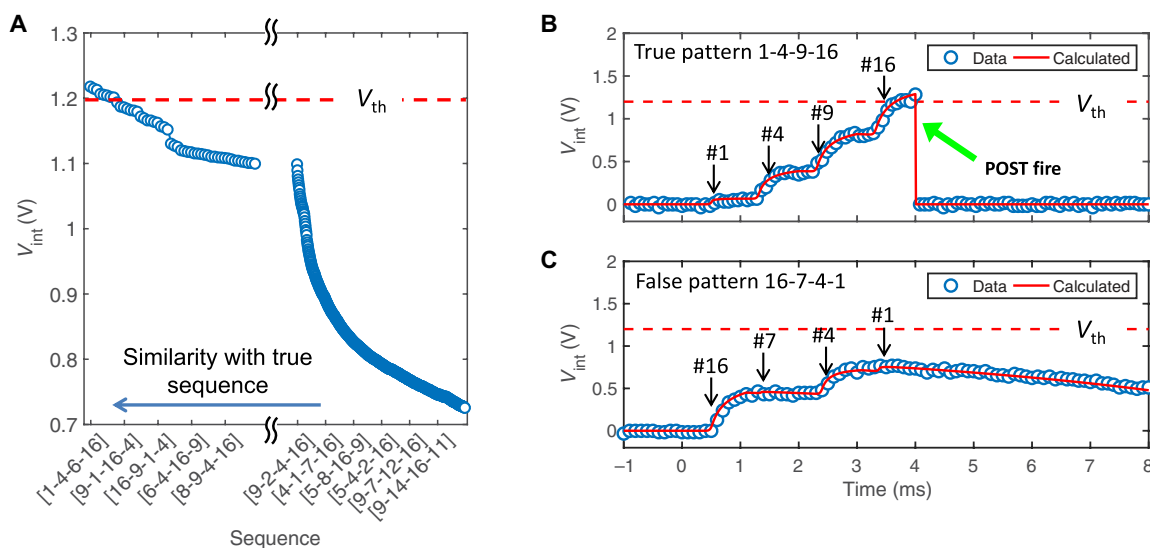 A
1.3
1.2
1.1
1
0.9
0.8
0.7
V_int (V)
V_th
Similarity with true
sequence
[1-4-6-16]
[9-1-16-4]
[16-9-1-4]
[6-4-16-9]
[8-9-4-16]
[9-2-4-16]
[4-1-7-16]
[5-8-16-9]
[5-4-2-16]
[9-7-12-16]
[9-14-16-11]
Sequence
B
2
1.5
1
0.5
0
V_int (V)
True pattern 1-4-9-16
Data Calculated
#16
V_th
#9
#4
#1
POST fire
C
2
1.5
1
0.5
0
V_int (V)
False pattern 16-7-4-1
Data Calculated
V_th
#1
#4
#7
#16
−1 0 1 2 3 4 5 6 7 8
Time (ms)